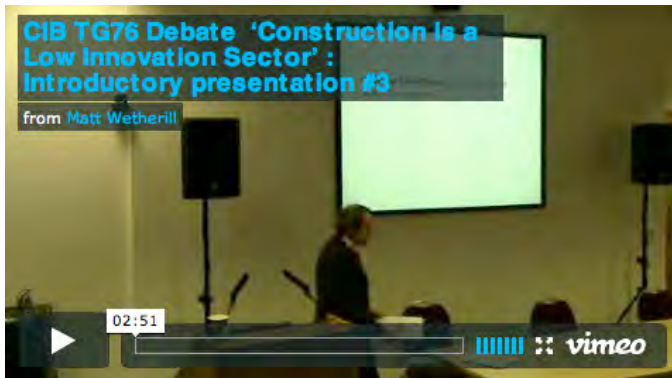 CIB TG76 Debate ‘Construction is a
Low Innovation Sector’ :
Introductory presentation #3
from Matt Wetherill
02:51
vimeo